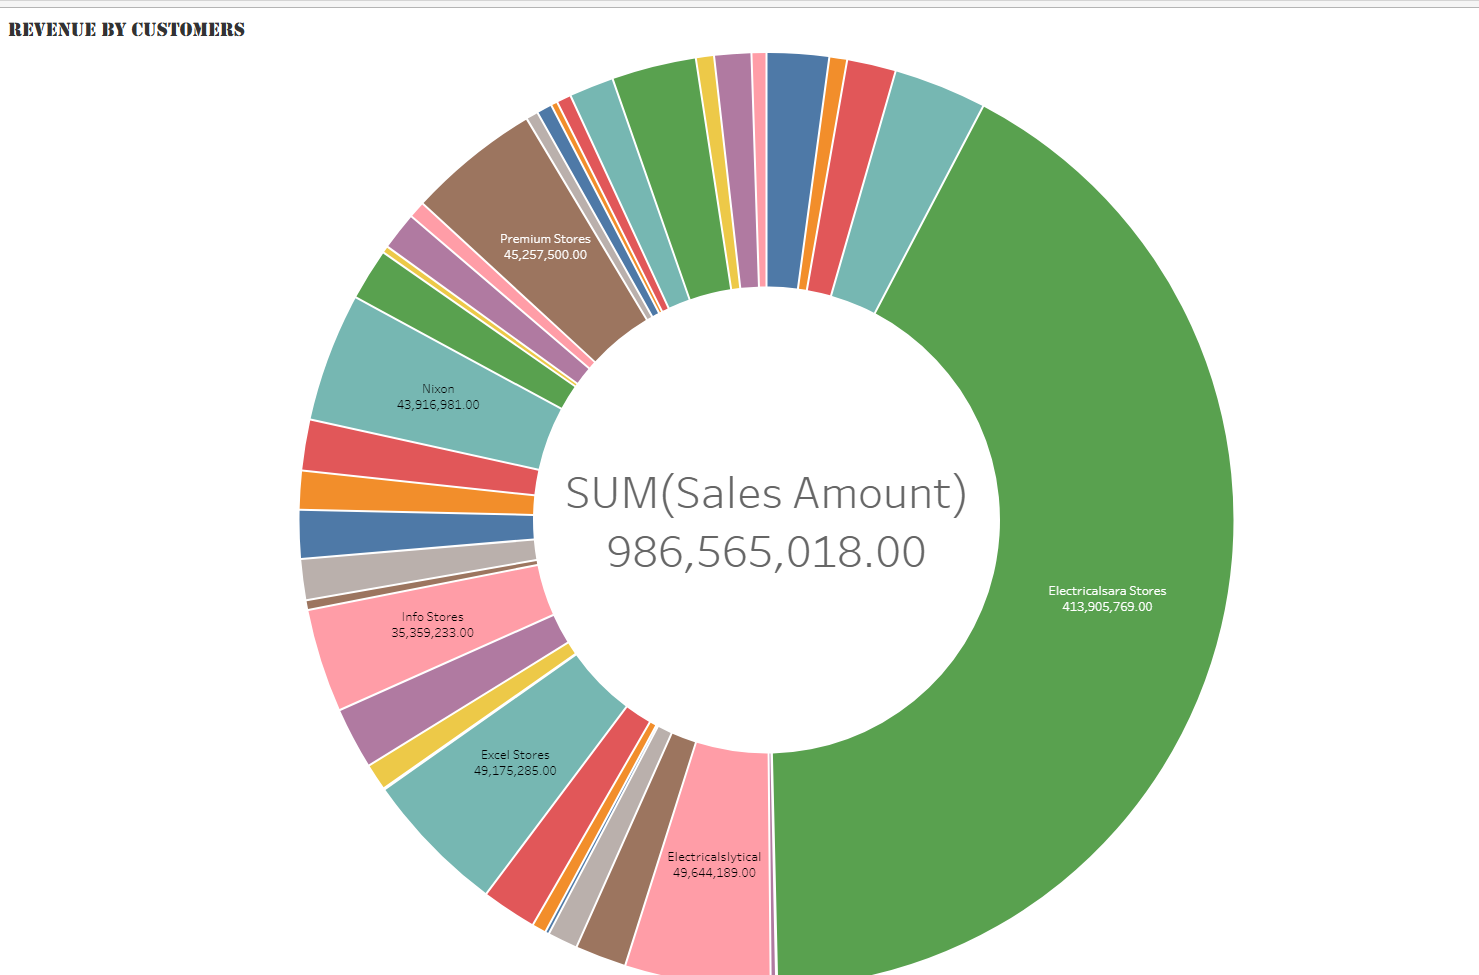 REVENUE BY CUSTOMERS
Premium Stores
45,257,500.00
Nixon
43,916,981.00
SUM(Sales Amount)
986,565,018.00
Electricalsara Stores
413,905,769.00
Info Stores
35,359,233.00
Excel Stores
49,175,285.00
Electricalslytical
49,644,189.00